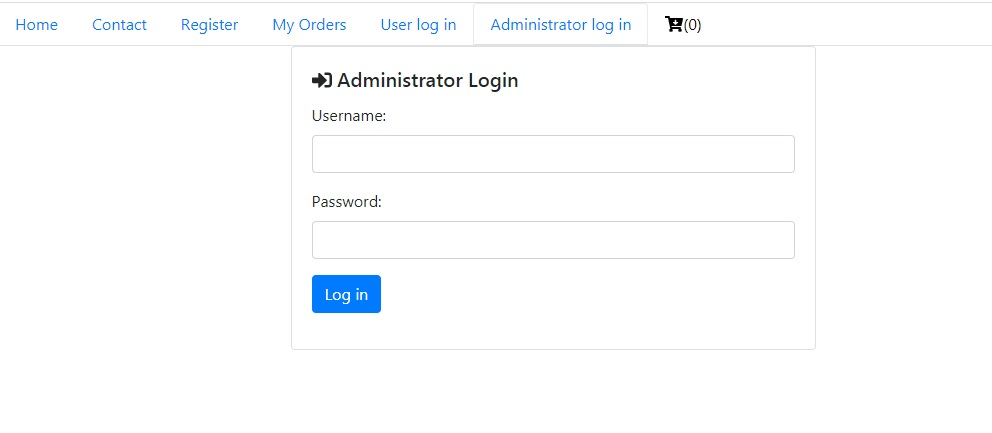 Home Contact Register My Orders User log in Administrator log in (0)
Administrator Login
Username:
Password:
Log in